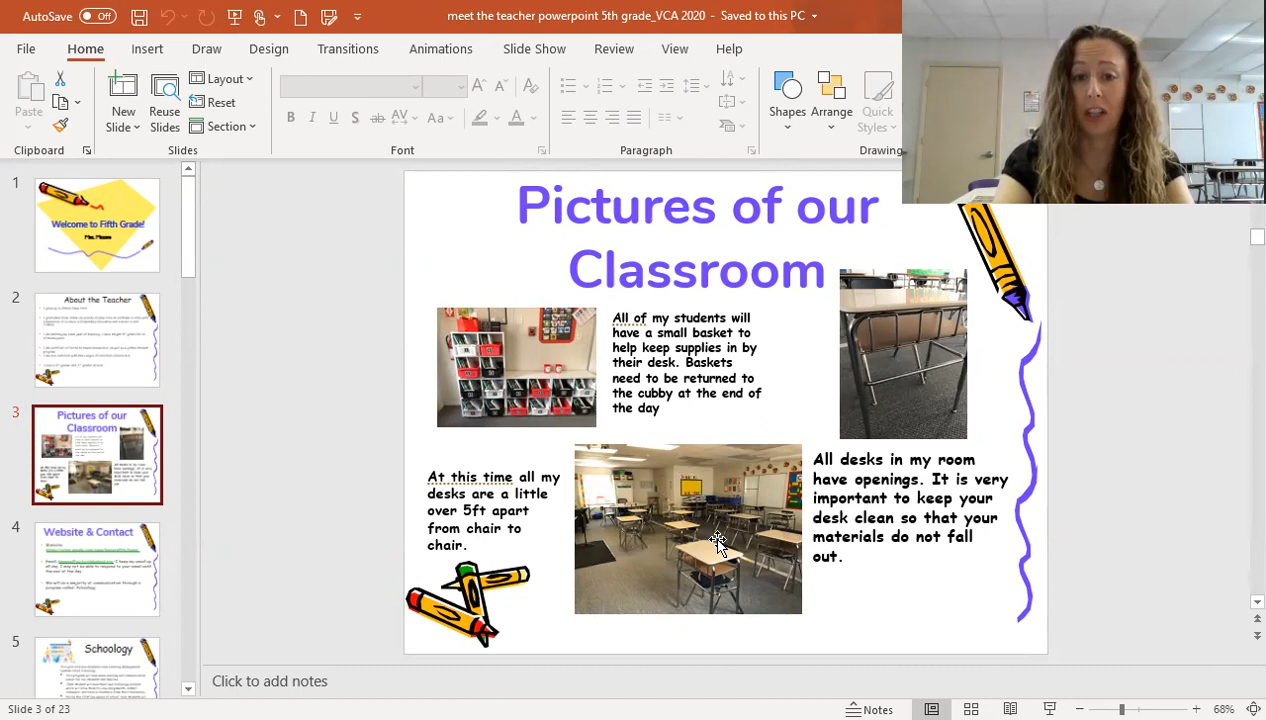 AutoSave Off
meet the teacher powerpoint 5th grade_VCA 2020 - Saved to this PC
File Home Insert Draw Design Transitions Animations Slide Show Review View Help
Paste
Clipboard
New Slide
Reuse Slides
Layout
Reset
Section
Slides
B I U S ab AV Aa A
Font
Paragraph
Shapes
Arrange
Quick Styles
Drawing
1
Welcome to Fifth Grade!
2
About the Teacher
3
Pictures of our
Classroom
4
Website & Contact
5
Schoology
Pictures of our
Classroom
All of my students will
have a small basket to
help keep supplies in by
their desk. Baskets
need to be returned to
the cubby at the end of
the day
At this time all my
desks are a little
over 5ft apart
from chair to
chair.
All desks in my room
have openings. It is very
important to keep your
desk clean so that your
materials do not fall
out.
Click to add notes
Slide 3 of 23
Notes
68%